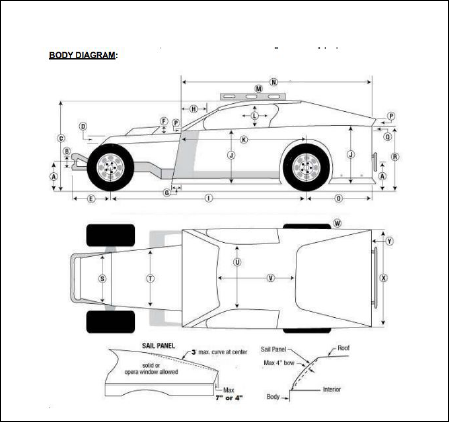 BODY DIAGRAM:
N
M
H
F
P
L
P
C
D
K
Q
B
J
J
R
A
A
G
E
I
O
W
Y
S
T
U
V
X
SAIL PANEL
3 max. curve at center
solid or
opera window allowed
Max
7" or 4"
Sail Panel
Roof
Max 4" bow
Interior
Body